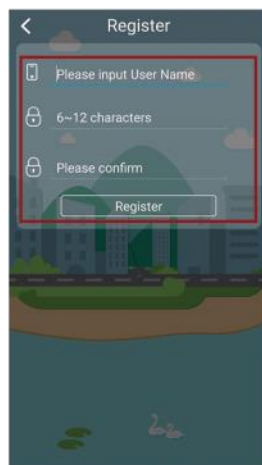 Register
Please input User Name
6~12 characters
Please confirm
Register